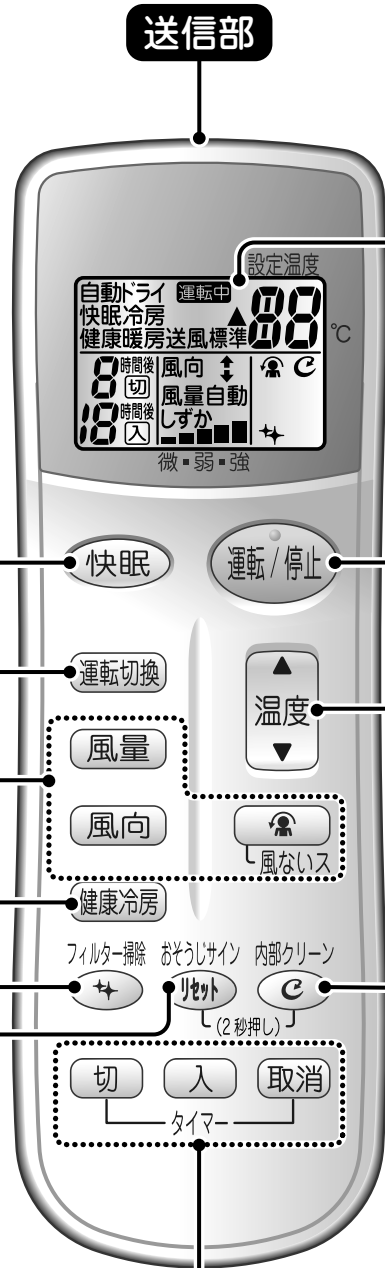 送信部
設定温度
自動ドライ 運転中 88 ℃
快眠冷房 ▲
健康暖房送風標準
8 時間後 切 風向
風量自動
18 時間後 入 しずか
微・弱・強
快眠 運転/停止
運転切換 ▲
温度
▼
風量
風向
風ないス
健康冷房
フィルター掃除 おそうじサイン 内部クリーン
リセット
(2秒押し)
切 入 取消
タイマー